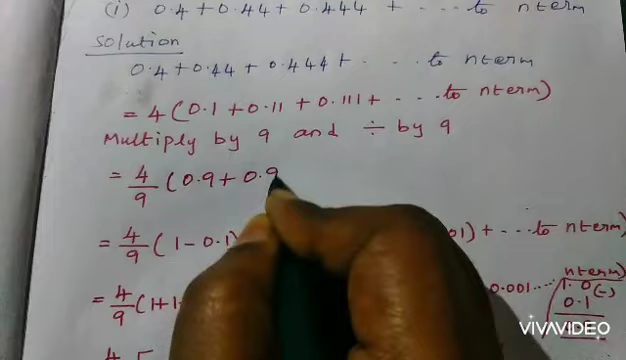 (i) 0.4 + 0.44 + 0.444 + .... to n term
Solution
0.4 + 0.44 + 0.444 + .... to n term
= 4 (0.1 + 0.11 + 0.111 + .... to n term)
Multiply by 9 and ÷ by 9
= 4/9 (0.9 + 0.9
= 4/9 (1 - 0.1) 01) + ... to n term)
= 4/9 (1+1 0.001.... n term)
1.0 (-)
0.1
4
VIVAVIDEO